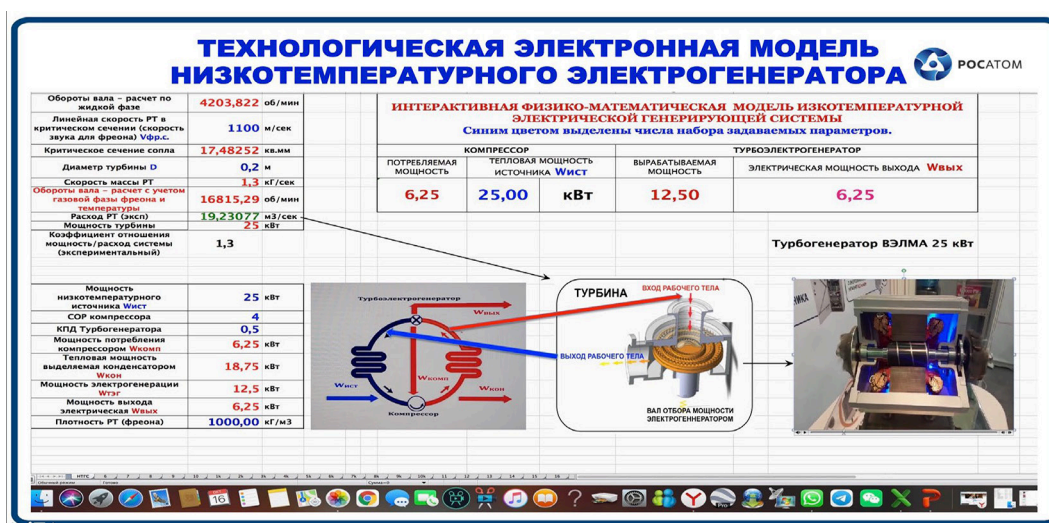 ТЕХНОЛОГИЧЕСКАЯ ЭЛЕКТРОННАЯ МОДЕЛЬ
НИЗКОТЕМПЕРАТУРНОГО ЭЛЕКТРОГЕНЕРАТОРА
РОСАТОМ
Обороты вала – расчет по
жидкой фазе
4203,822 об/мин
Линейная скорость РТ в
критическом сечении (скорость
звука для фреона) Vфр.с.
1100 м/сек
Критическое сечение сопла
17,48252 кв.мм
Диаметр турбины D
0,2 м
Скорость массы РТ
1,3 кГ/сек
Обороты вала – расчет с учетом
газовой фазы фреона и
температуры
16815,29 об/мин
Расход РТ (эксп)
19,23077 м3/сек
Мощность турбины
25 кВт
Коэффициент отношения
мощность/расход системы
(экспериментальный)
1,3
ИНТЕРАКТИВНАЯ ФИЗИКО-МАТЕМАТИЧЕСКАЯ МОДЕЛЬ ИЗКОТЕМПЕРАТУРНОЙ
ЭЛЕКТРИЧЕСКОЙ ГЕНЕРИРУЮЩЕЙ СИСТЕМЫ
Синим цветом выделены числа набора задаваемых параметров.
КОМПРЕССОР
ТУРБОЭЛЕКТРОГЕНЕРАТОР
ПОТРЕБЛЯЕМАЯ
МОЩНОСТЬ
ТЕПЛОВАЯ МОЩНОСТЬ
ИСТОЧНИКА Wист
ВЫРАБАТЫВАЕМАЯ
МОЩНОСТЬ
ЭЛЕКТРИЧЕСКАЯ МОЩНОСТЬ ВЫХОДА Wвых
6,25
25,00
кВт
12,50
6,25
Турбогенератор ВЭЛМА 25 кВт
Мощность
низкотемпературного
источника Wист
25 кВт
COP компрессора
4
КПД Турбогенератора
0,5
Мощность потребления
компрессором Wкомп
6,25 кВт
Тепловая мощность
выделяемая конденсатором
Wкон
18,75 кВт
Мощность электрогенерации
Wтэг
12,5 кВт
Мощность выхода
электрическая Wвых
6,25 кВт
Плотность РТ (фреона)
1000,00 кГ/м3
Турбоэлектрогенератор
Wвых
Wист
Wкомп
Wкон
Компрессор
ТУРБИНА
ВХОД РАБОЧЕГО ТЕЛА
ВЫХОД РАБОЧЕГО ТЕЛА
ВАЛ ОТБОРА МОЩНОСТИ
ЭЛЕКТРОГЕННЕРАТОРОМ